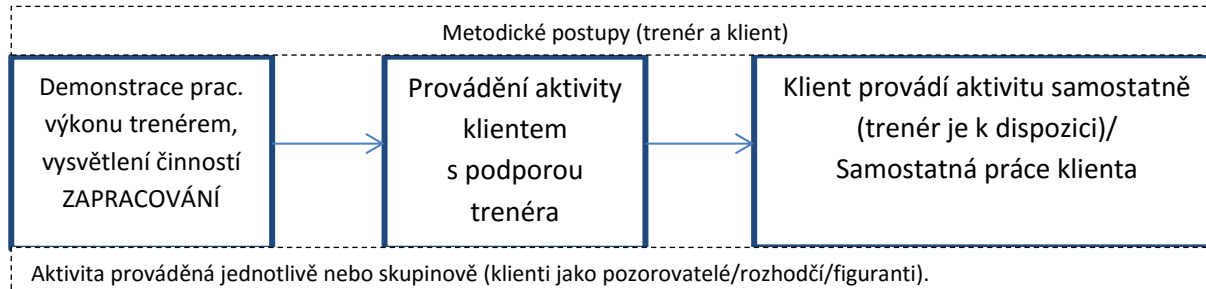 Metodické postupy (trenér a klient)
Demonstrace prac.
výkonu trenérem,
vysvětlení činností
ZAPRACOVÁNÍ
Provádění aktivity
klientem
s podporou
trenéra
Klient provádí aktivitu samostatně
(trenér je k dispozici)/
Samostatná práce klienta
Aktivita prováděná jednotlivě nebo skupinově (klienti jako pozorovatelé/rozhodčí/figuranti).